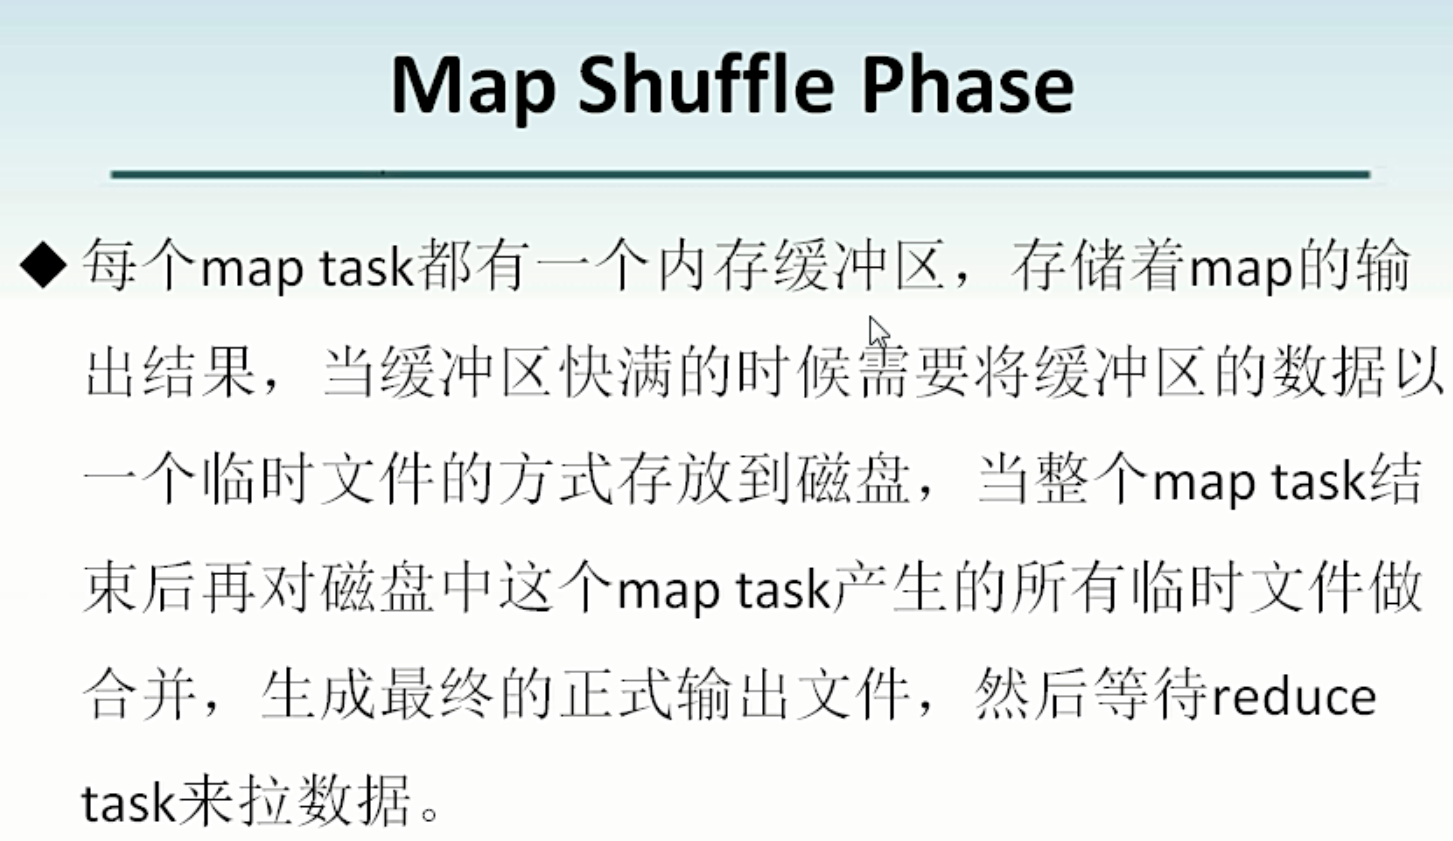 Map Shuffle Phase
◆每个map task都有一个内存缓冲区，存储着map的输
出结果，当缓冲区快满的时候需要将缓冲区的数据以
一个临时文件的方式存放到磁盘，当整个map task结
束后再对磁盘中这个map task产生的所有临时文件做
合并，生成最终的正式输出文件，然后等待reduce
task来拉数据。